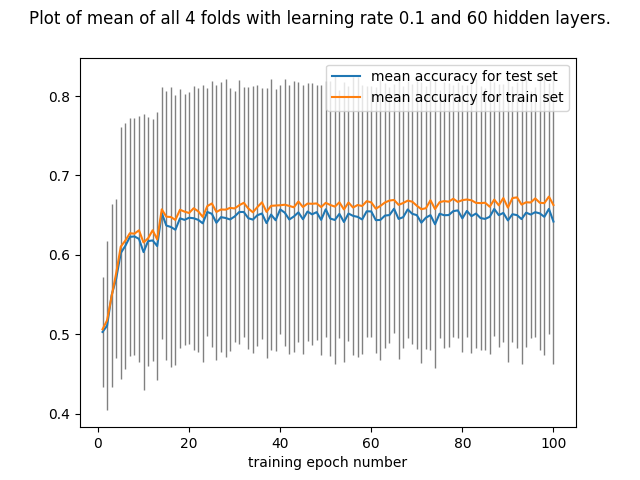 Plot of mean of all 4 folds with learning rate 0.1 and 60 hidden layers.
mean accuracy for test set
mean accuracy for train set
0.8
0.7
0.6
0.5
0.4
0 20 40 60 80 100
training epoch number